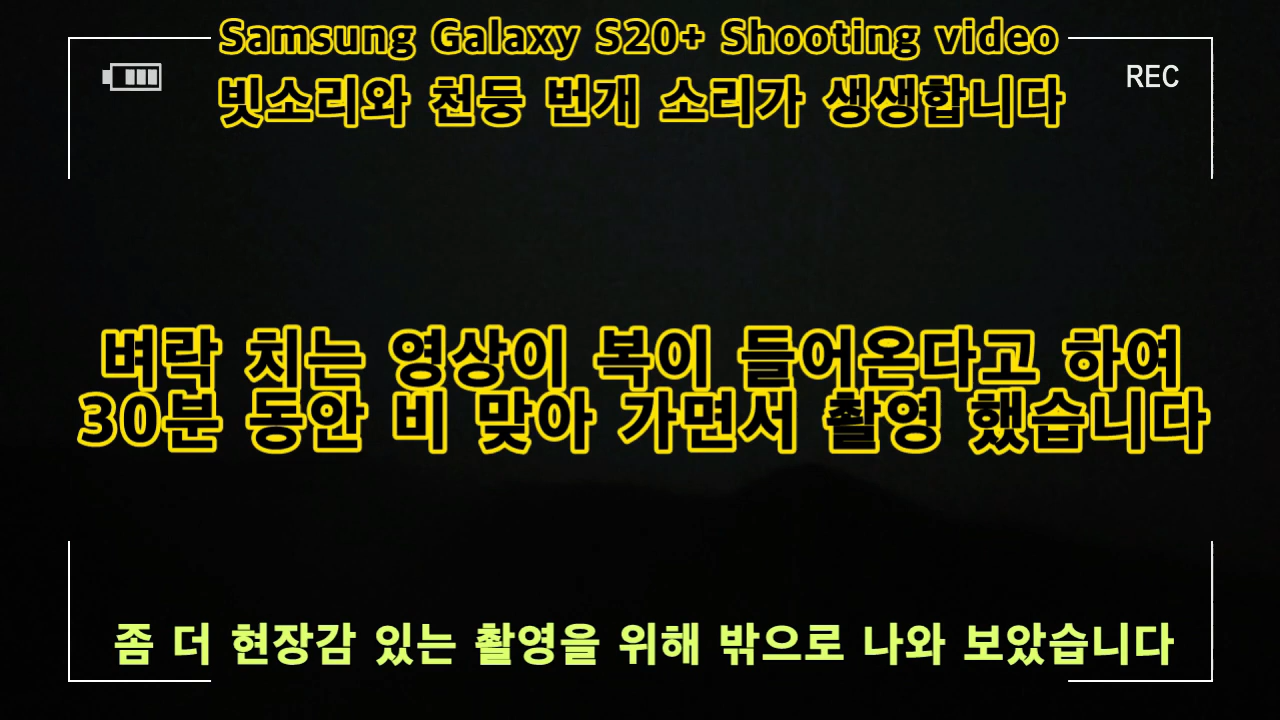 Samsung Galaxy S20+ Shooting video
REC
빗소리와 천둥 번개 소리가 생생합니다
벼락 치는 영상이 복이 들어온다고 하여
30분 동안 비 맞아 가면서 촬영 했습니다
좀 더 현장감 있는 촬영을 위해 밖으로 나와 보았습니다